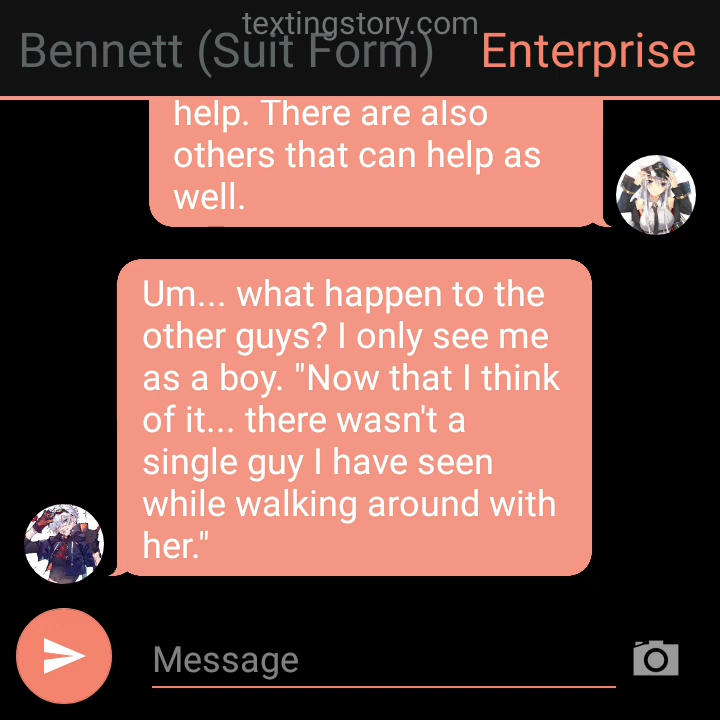 textingstory.com
Bennett (Suit Form) Enterprise
help. There are also
others that can help as
well.
Um... what happen to the
other guys? I only see me
as a boy. "Now that I think
of it... there wasn't a
single guy I have seen
while walking around with
her."
Message